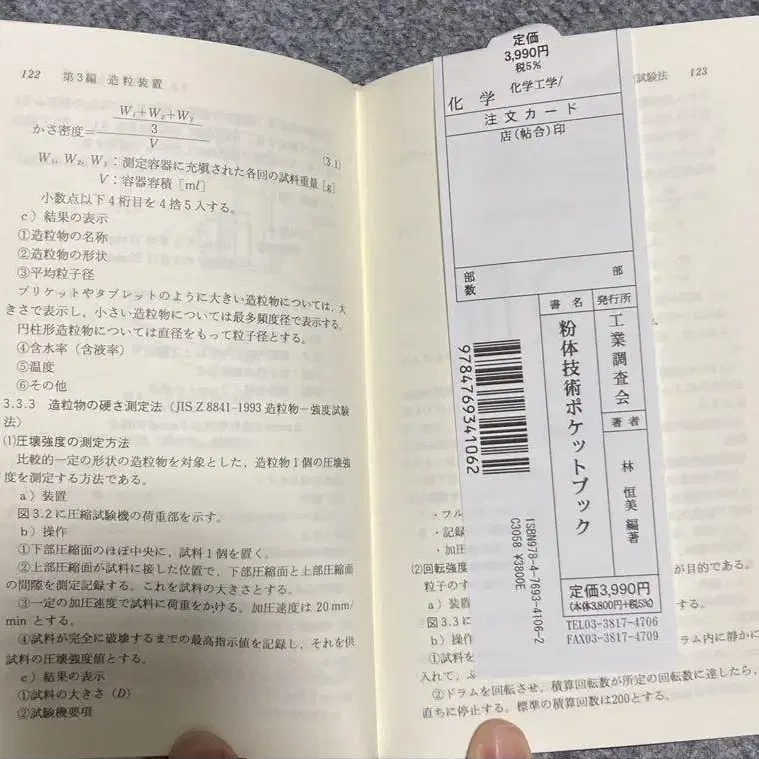 122 第3編 造粒装置
かさ密度=
W₁+W₂+W₃
3
V
(3.1)
W₁, W₂, W₃：測定容器に充填された各回の試料重量［g］
V：容器容積［ml］
小数点以下4桁目を4捨5入する。
c）結果の表示
①造粒物の名称
②造粒物の形状
③平均粒子径
ブリケットやタブレットのように大きい造粒物については，大
きさで表示し，小さい造粒物については最多頻度径で表示する。
円柱形造粒物については直径をもって粒子径とする。
④含水率（含液率）
⑤温度
⑥その他
3.3.3 造粒物の硬さ測定法（JIS Z 8841-1993 造粒物－強度試験
法）
⑴圧壊強度の測定方法
比較的一定の形状の造粒物を対象とした，造粒物1個の圧壊強
度を測定する方法である。
a）装置
図3.2に圧縮試験機の荷重部を示す。
b）操作
①下部圧縮面のほぼ中央に，試料1個を置く。
②上部圧縮面が試料に接した位置で，下部圧縮面と上部圧縮面
の間隙を測定記録する。これを試料の大きさとする。
③一定の加圧速度で試料に荷重をかける。加圧速度は20 mm/
min とする。
④試料が完全に破壊するまでの最高指示値を記録し，それを供
試料の圧壊強度値とする。
c）結果の表示
①試料の大きさ（D）
②試験機要項
試験法 123
定価
3,990円
税5%
化 学 化学工学/
注文カード
店（帖合）印
部数
部
書名
粉体技術ポケットブック
発行所
工業調査会
著者
林 恒美 編著
9784769341062
ISBN978-4-7693-4106-2
C3058 ¥3800E
定価3,990円
（本体3,800円+税5%）
TEL03-3817-4706
FAX03-3817-4709
・フル
・記録
・加圧
⑵回転強度
が目的である。
粒子のす
a）装置
図3.3に
する。
b）操作
①試料を
ラム内に静かに
入れて，
②ドラムを回転させ，積算回転数が所定の回転数に達したら，
直ちに停止する。標準の積算回転数は200とする。